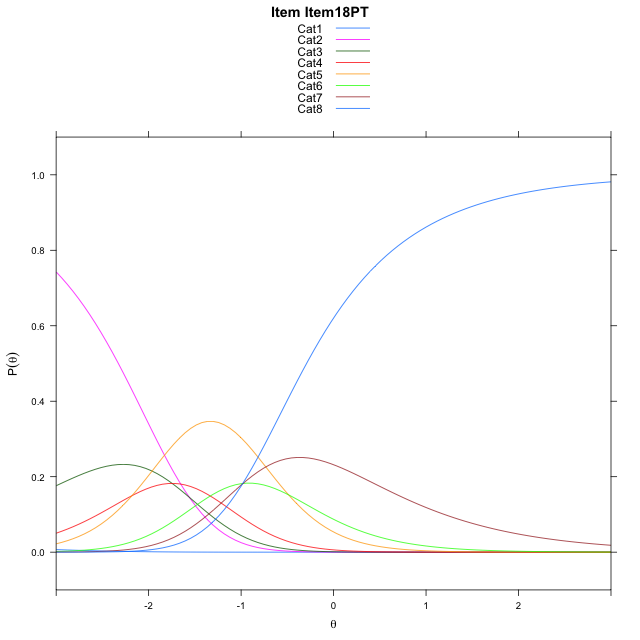 Item Item18PT
Cat1
Cat2
Cat3
Cat4
Cat5
Cat6
Cat7
Cat8
1.0
0.8
0.6
0.4
0.2
0.0
P(θ)
-2 -1 0 1 2
θ